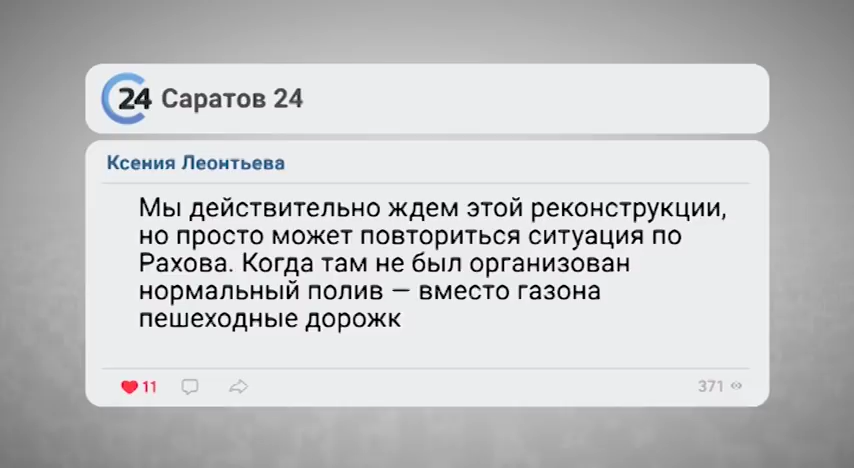 24 Саратов 24
Ксения Леонтьева
Мы действительно ждем этой реконструкции,
но просто может повториться ситуация по
Рахова. Когда там не был организован
нормальный полив — вместо газона
пешеходные дорожк
11
371